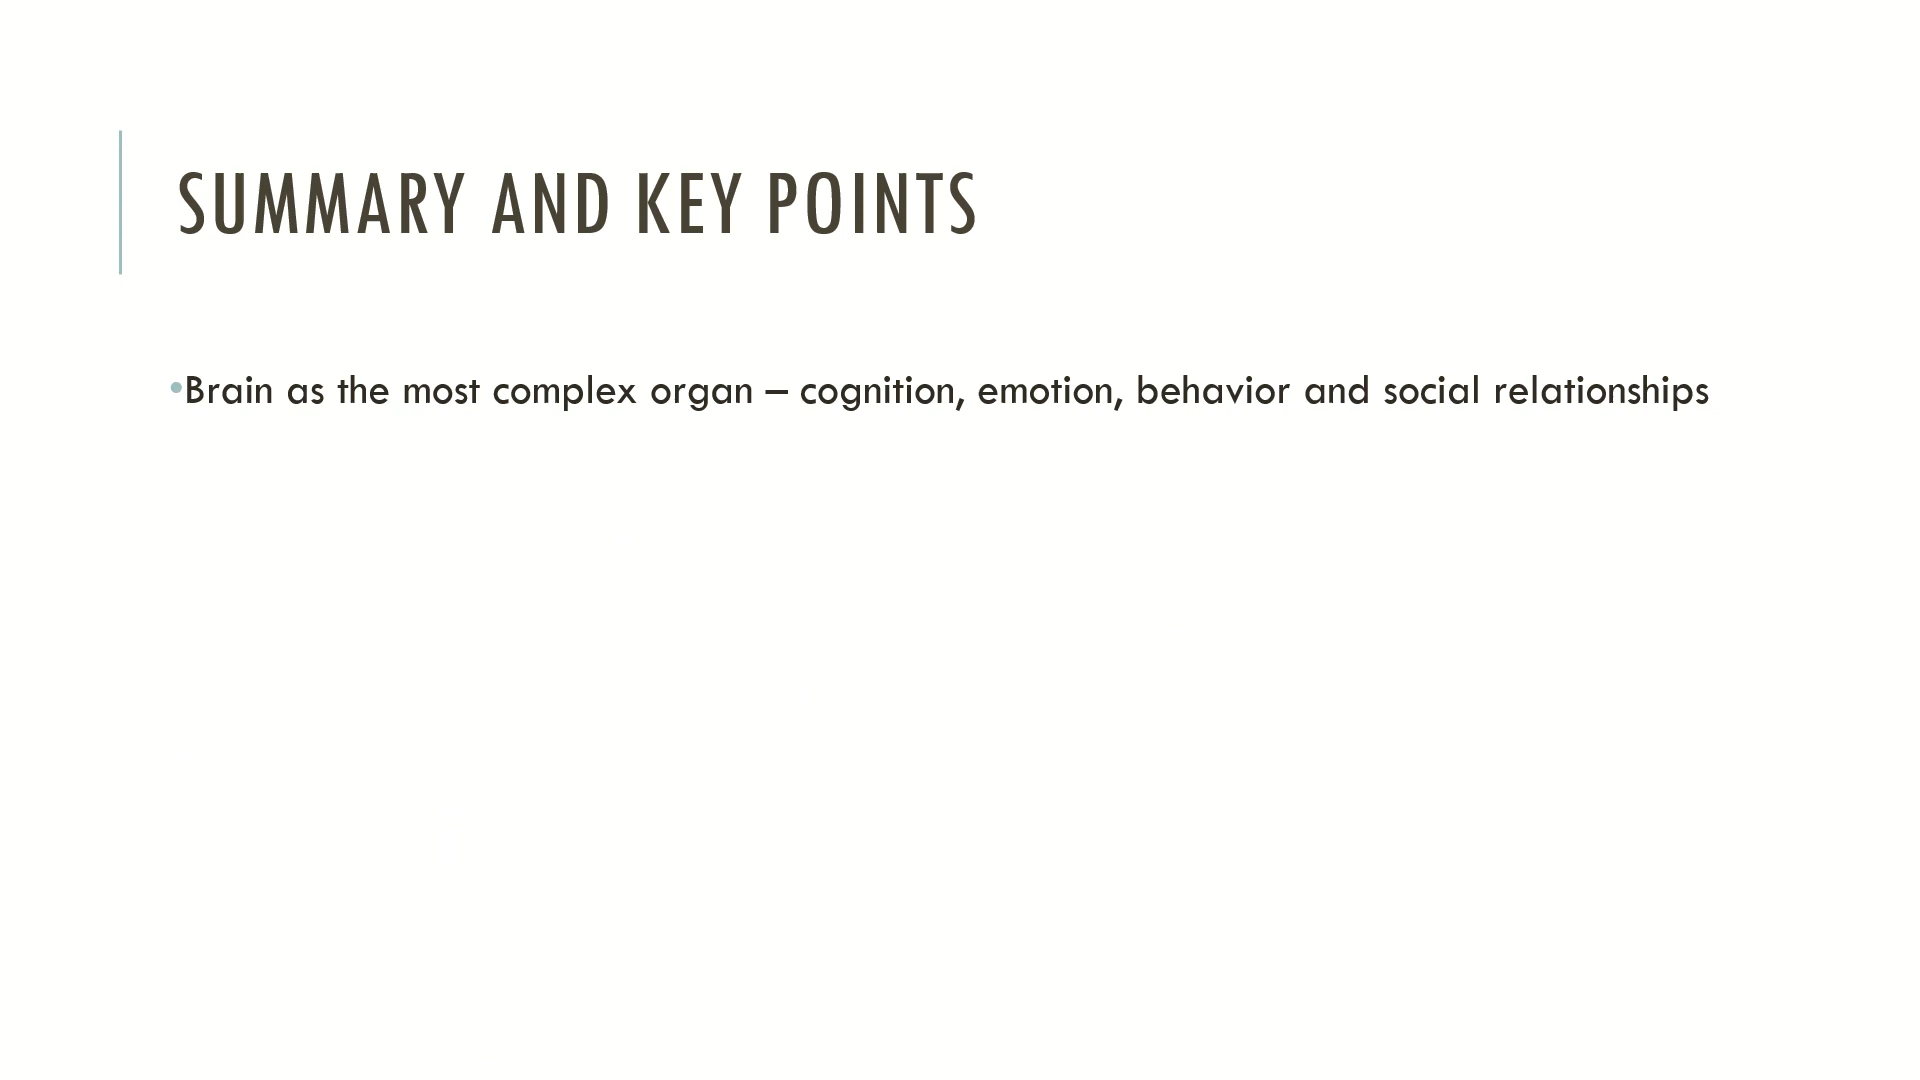 SUMMARY AND KEY POINTS
•Brain as the most complex organ – cognition, emotion, behavior and social relationships